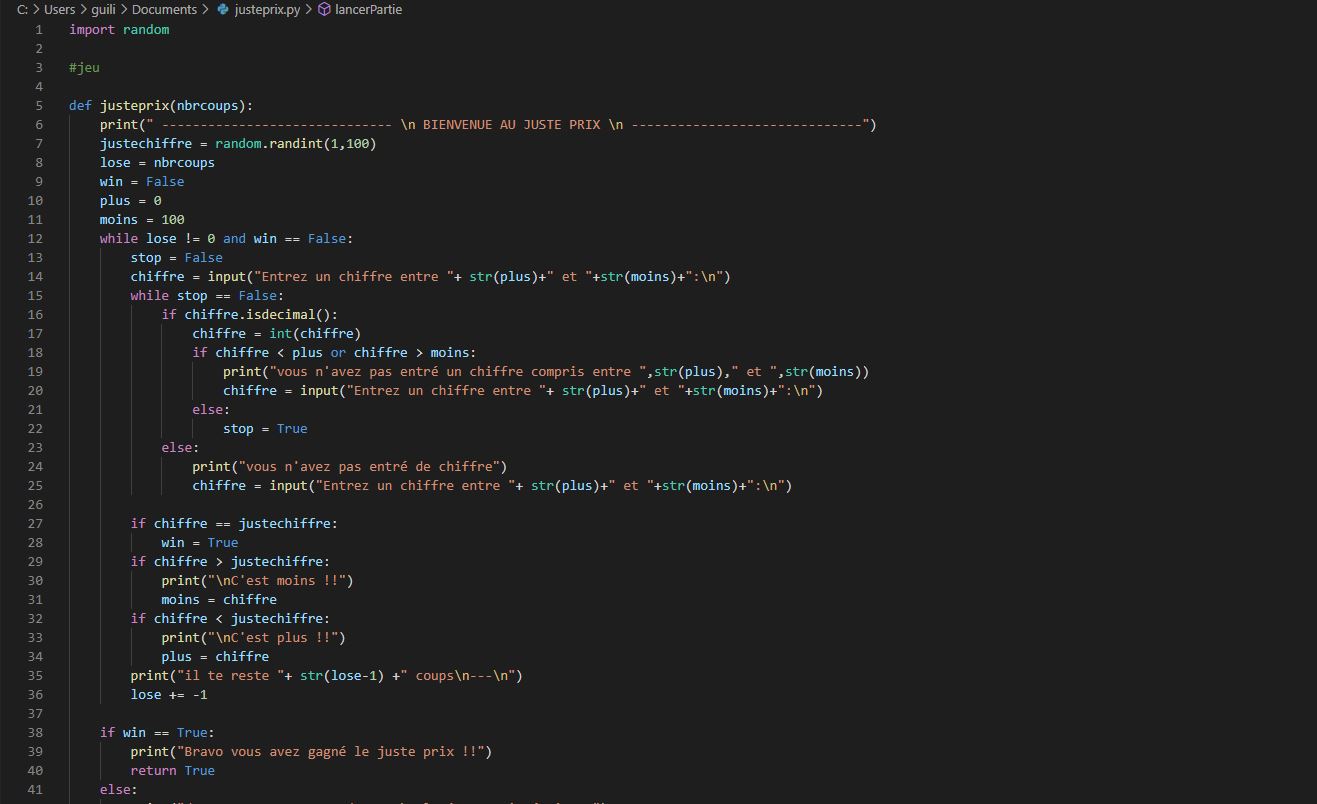 C: > Users > guili > Documents > justeprix.py > lancerPartie
1 import random
2
3 #jeu
4
5 def justeprix(nbrcoups):
6     print(" ------------------------------ \n BIENVENUE AU JUSTE PRIX \n ------------------------------")
7     justechiffre = random.randint(1,100)
8     lose = nbrcoups
9     win = False
10     plus = 0
11     moins = 100
12     while lose != 0 and win == False:
13         stop = False
14         chiffre = input("Entrez un chiffre entre "+ str(plus)+" et "+str(moins)+":\n")
15         while stop == False:
16             if chiffre.isdecimal():
17                 chiffre = int(chiffre)
18                 if chiffre < plus or chiffre > moins:
19                     print("vous n'avez pas entré un chiffre compris entre ",str(plus)," et ",str(moins))
20                     chiffre = input("Entrez un chiffre entre "+ str(plus)+" et "+str(moins)+":\n")
21                 else:
22                     stop = True
23             else:
24                 print("vous n'avez pas entré de chiffre")
25                 chiffre = input("Entrez un chiffre entre "+ str(plus)+" et "+str(moins)+":\n")
26
27         if chiffre == justechiffre:
28             win = True
29         if chiffre > justechiffre:
30             print("\nC'est moins !!")
31             moins = chiffre
32         if chiffre < justechiffre:
33             print("\nC'est plus !!")
34             plus = chiffre
35         print("il te reste "+ str(lose-1) +" coups\n---\n")
36         lose += -1
37
38     if win == True:
39         print("Bravo vous avez gagné le juste prix !!")
40         return True
41     else: